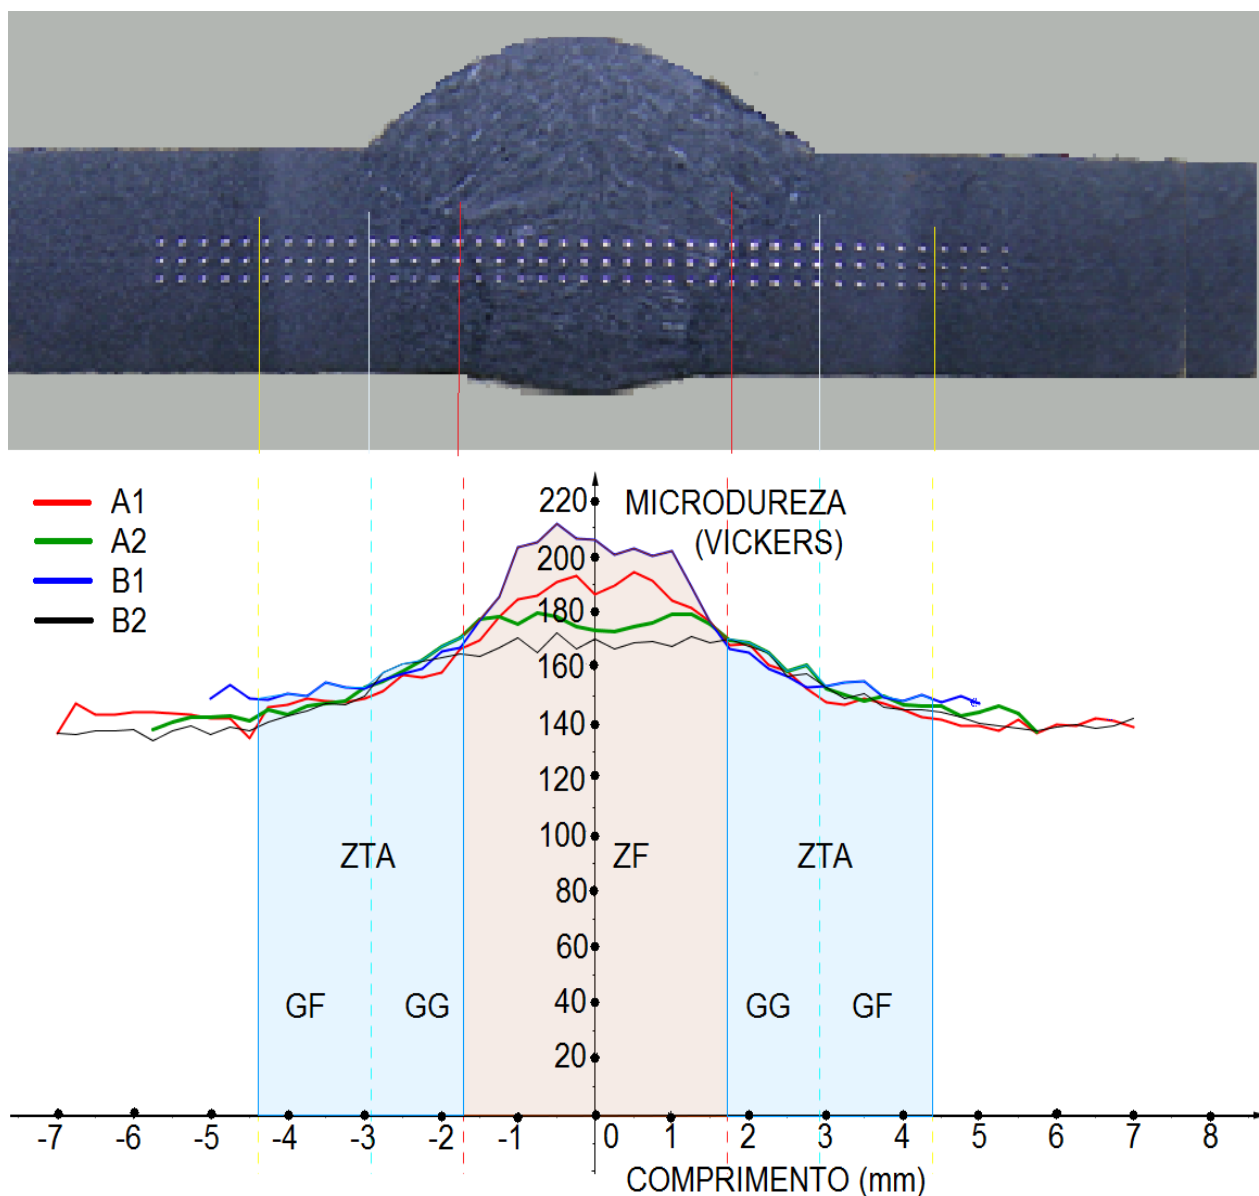 A1
A2
B1
B2
MICRODUREZA
(VICKERS)
220
200
180
160
140
120
100
80
60
40
20
ZTA
ZF
ZTA
GF
GG
GG
GF
-7 -6 -5 -4 -3 -2 -1 0 1 2 3 4 5 6 7 8
COMPRIMENTO (mm)